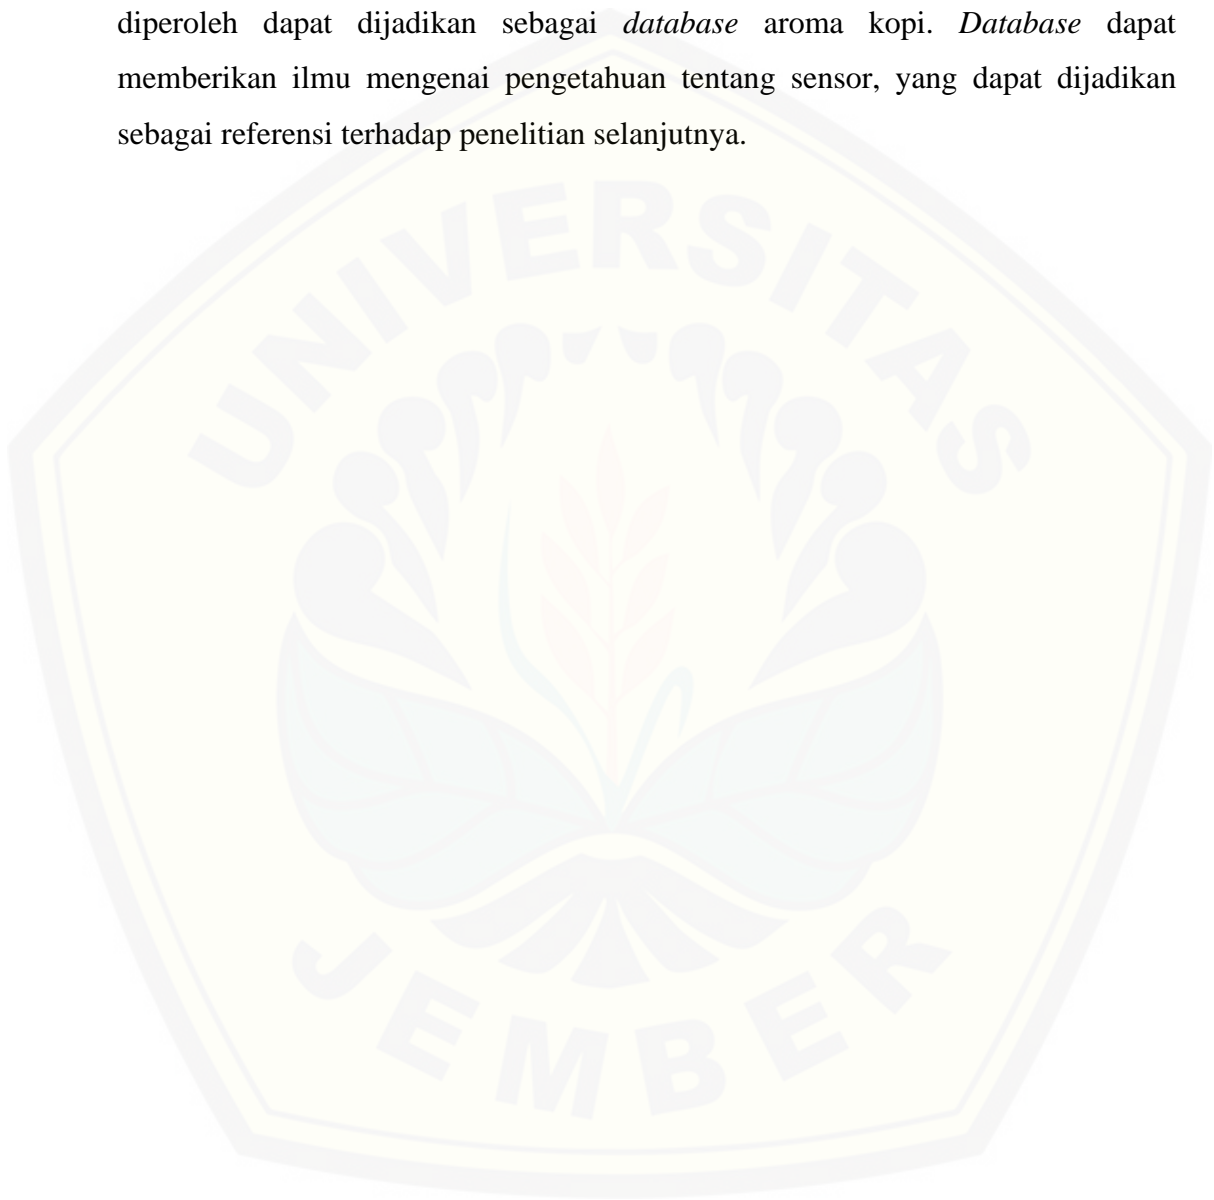 diperoleh dapat dijadikan sebagai database aroma kopi. Database dapat
memberikan ilmu mengenai pengetahuan tentang sensor, yang dapat dijadikan
sebagai referensi terhadap penelitian selanjutnya.
UNIVERSITAS
JEMBER